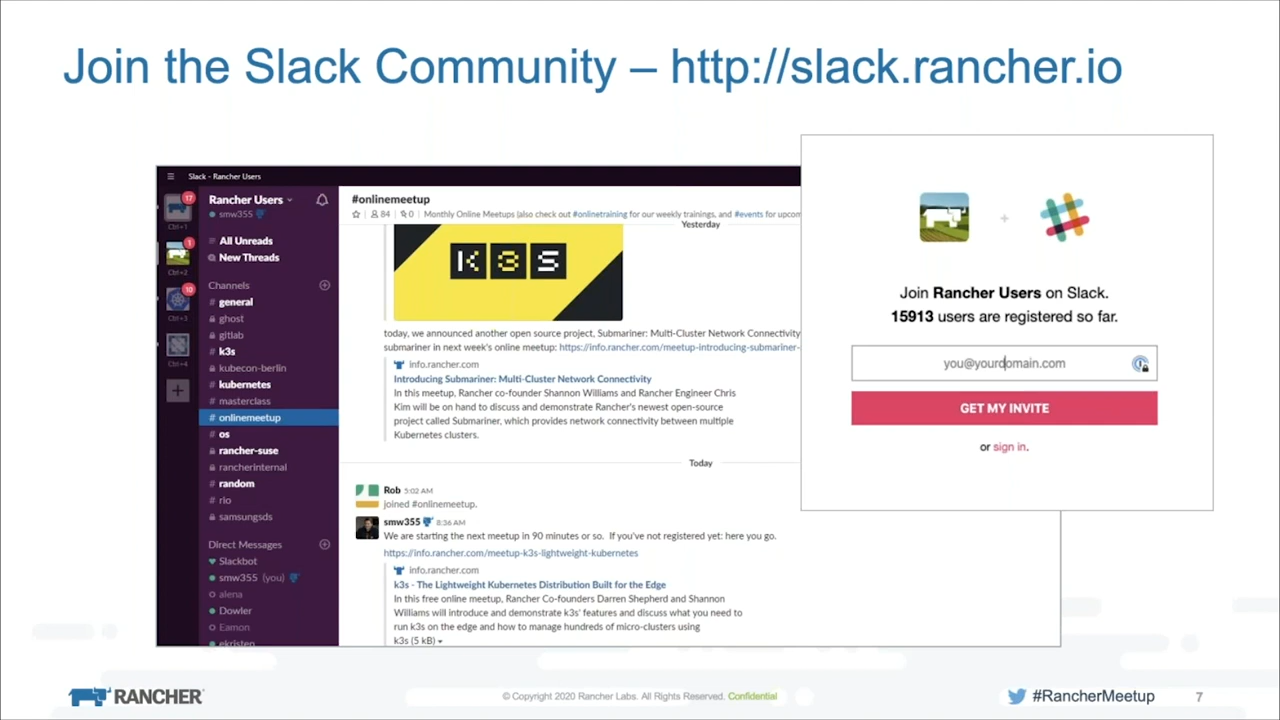 Join the Slack Community – http://slack.rancher.io
Slack - Rancher Users
17
Ctrl+1
1
Ctrl+2
10
Ctrl+3
Ctrl+4
+
Rancher Users
smw355
All Unreads
New Threads
Channels
# general
ghost
# gitlab
# k3s
kubecon-berlin
# kubernetes
# masterclass
# onlinemeetup
# os
rancher-suse
rancherinternal
# random
# rio
samsungsds
Direct Messages
Slackbot
smw355 (you)
alena
Dowler
Eamon
ekristen
#onlinemeetup
84 | 0 | Monthly Online Meetups (also check out #onlinetraining for our weekly trainings, and #events for upcom
Yesterday
K3S
today, we announced another open source project, Submariner: Multi-Cluster Network Connectivity
submariner in next week's online meetup: https://info.rancher.com/meetup-introducing-submariner-
info.rancher.com
Introducing Submariner: Multi-Cluster Network Connectivity
In this meetup, Rancher co-founder Shannon Williams and Rancher Engineer Chris
Kim will be on hand to discuss and demonstrate Rancher's newest open-source
project called Submariner, which provides network connectivity between multiple
Kubernetes clusters.
Today
Rob 5:02 AM
joined #onlinemeetup.
smw355 8:36 AM
We are starting the next meetup in 90 minutes or so. If you've not registered yet: here you go.
https://info.rancher.com/meetup-k3s-lightweight-kubernetes
info.rancher.com
k3s - The Lightweight Kubernetes Distribution Built for the Edge
In this free online meetup, Rancher Co-founders Darren Shepherd and Shannon
Williams will introduce and demonstrate k3s' features and discuss what you need to
run k3s on the edge and how to manage hundreds of micro-clusters using
k3s (5 kB)
+
Join Rancher Users on Slack.
15913 users are registered so far.
you@yourdomain.com
GET MY INVITE
or sign in.
RANCHER
© Copyright 2020 Rancher Labs. All Rights Reserved. Confidential
#RancherMeetup
7